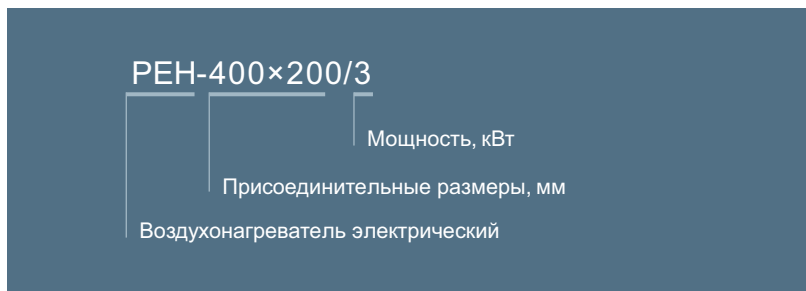 РЕН-400×200/3
Мощность, кВт
Присоединительные размеры, мм
Воздухонагреватель электрический